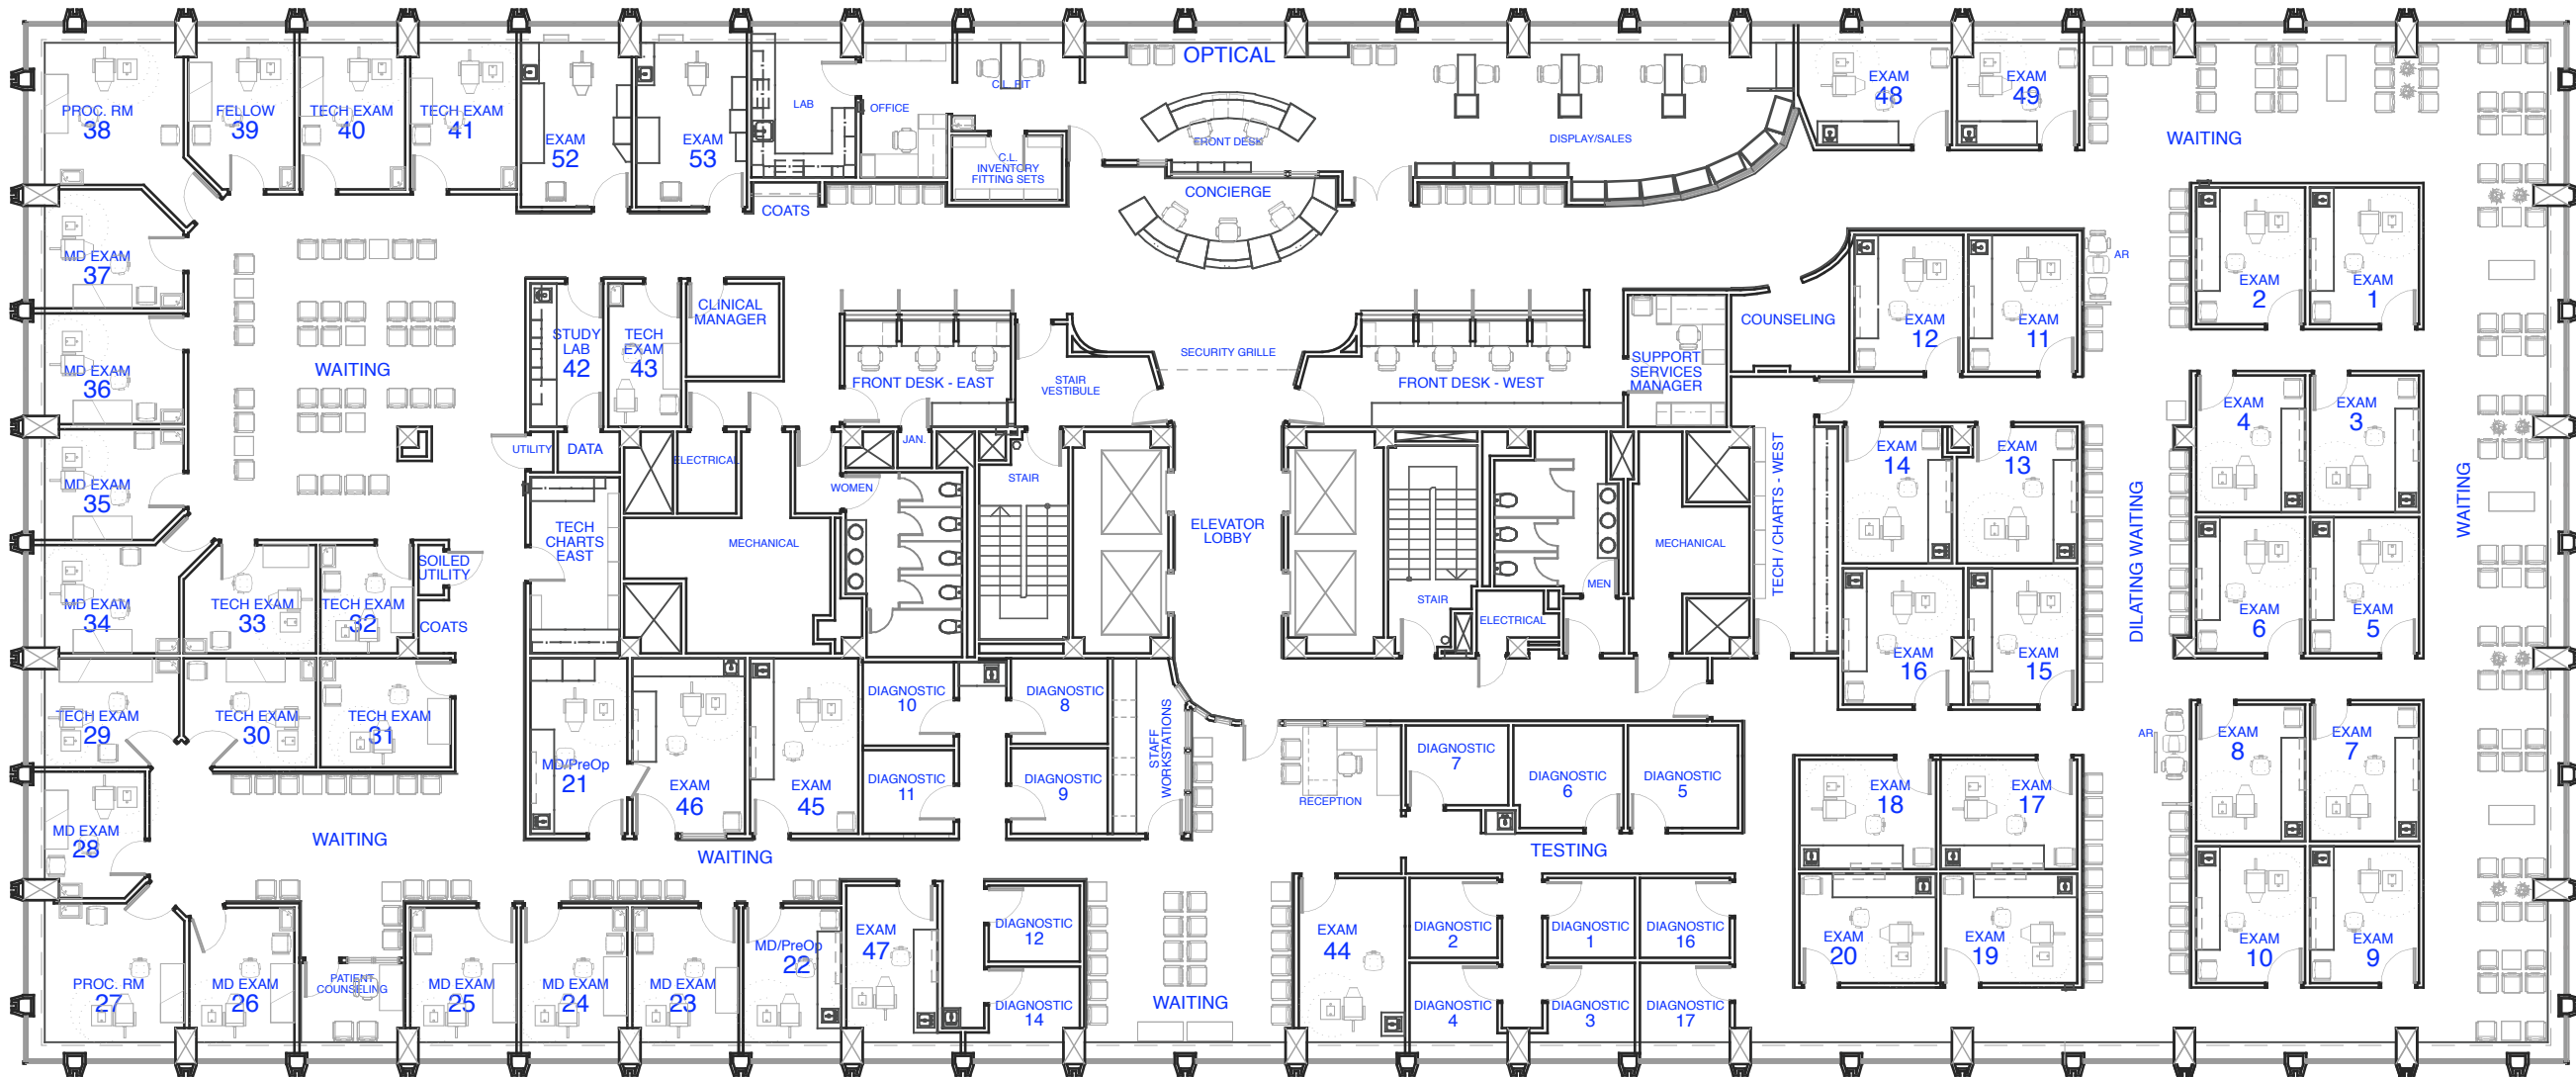 OPTICAL
PROC. RM
38
FELLOW
39
TECH EXAM
40
TECH EXAM
41
EXAM
52
EXAM
53
LAB
OFFICE
C.L. FIT
C.L.
INVENTORY
FITTING SETS
COATS
FRONT DESK
CONCIERGE
DISPLAY/SALES
EXAM
48
EXAM
49
WAITING
MD EXAM
37
MD EXAM
36
MD EXAM
35
MD EXAM
34
WAITING
STUDY
LAB
42
TECH
EXAM
43
CLINICAL
MANAGER
FRONT DESK - EAST
STAIR
VESTIBULE
SECURITY GRILLE
FRONT DESK - WEST
SUPPORT
SERVICES
MANAGER
COUNSELING
EXAM
12
EXAM
11
AR
EXAM
2
EXAM
1
UTILITY
DATA
ELECTRICAL
JAN.
WOMEN
STAIR
TECH
CHARTS
EAST
MECHANICAL
ELEVATOR
LOBBY
STAIR
MEN
ELECTRICAL
MECHANICAL
TECH / CHARTS - WEST
EXAM
14
EXAM
13
EXAM
16
EXAM
15
DILATING WAITING
EXAM
4
EXAM
3
EXAM
6
EXAM
5
WAITING
TECH EXAM
33
TECH EXAM
32
SOILED
UTILITY
COATS
TECH EXAM
29
TECH EXAM
30
TECH EXAM
31
MD EXAM
28
WAITING
MD/PreOp
21
EXAM
46
EXAM
45
DIAGNOSTIC
10
DIAGNOSTIC
8
DIAGNOSTIC
11
DIAGNOSTIC
9
STAFF
WORKSTATIONS
RECEPTION
DIAGNOSTIC
7
DIAGNOSTIC
6
DIAGNOSTIC
5
TESTING
WAITING
EXAM
18
EXAM
17
EXAM
20
EXAM
19
AR
EXAM
8
EXAM
7
EXAM
10
EXAM
9
PROC. RM
27
MD EXAM
26
PATIENT
COUNSELING
MD EXAM
25
MD EXAM
24
MD EXAM
23
MD/PreOp
22
EXAM
47
DIAGNOSTIC
12
DIAGNOSTIC
14
WAITING
EXAM
44
DIAGNOSTIC
2
DIAGNOSTIC
1
DIAGNOSTIC
16
DIAGNOSTIC
4
DIAGNOSTIC
3
DIAGNOSTIC
17